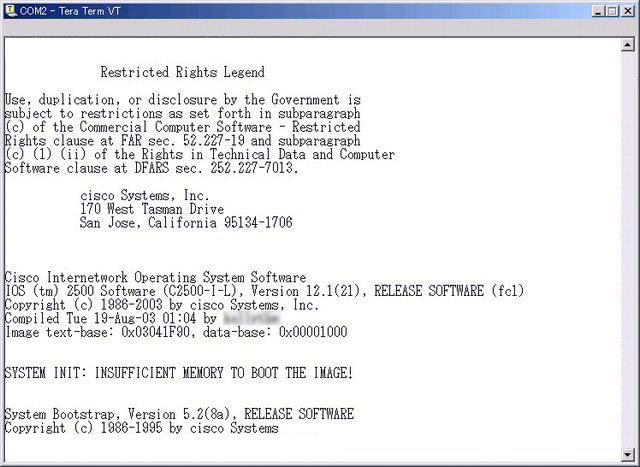 COM2 - Tera Term VT
Restricted Rights Legend
Use, duplication, or disclosure by the Government is
subject to restrictions as set forth in subparagraph
(c) of the Commercial Computer Software - Restricted
Rights clause at FAR sec. 52.227-19 and subparagraph
(c) (1) (ii) of the Rights in Technical Data and Computer
Software clause at DFARS sec. 252.227-7013.
cisco Systems, Inc.
170 West Tasman Drive
San Jose, California 95134-1706
Cisco Internetwork Operating System Software
IOS (tm) 2500 Software (C2500-I-L), Version 12.1(21), RELEASE SOFTWARE (fc1)
Copyright (c) 1986-2003 by cisco Systems, Inc.
Compiled Tue 19-Aug-03 01:04 by
Image text-base: 0x03041F90, data-base: 0x00001000
SYSTEM INIT: INSUFFICIENT MEMORY TO BOOT THE IMAGE!
System Bootstrap, Version 5.2(8a), RELEASE SOFTWARE
Copyright (c) 1986-1995 by cisco Systems